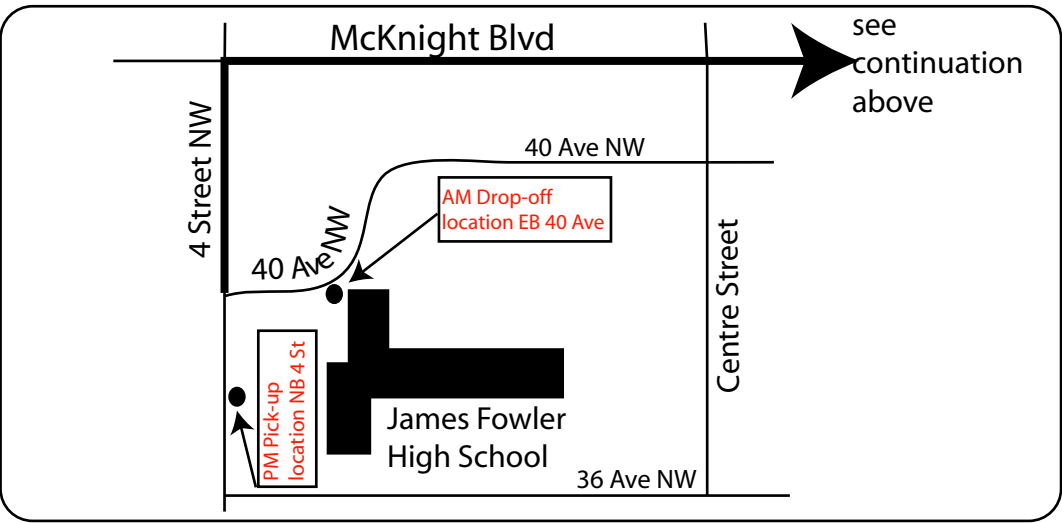 McKnight Blvd
see
continuation
above
4 Street NW
40 Ave NW
AM Drop-off
location EB 40 Ave
40 Ave NW
Centre Street
PM Pick-up
location NB 4 St
James Fowler
High School
36 Ave NW